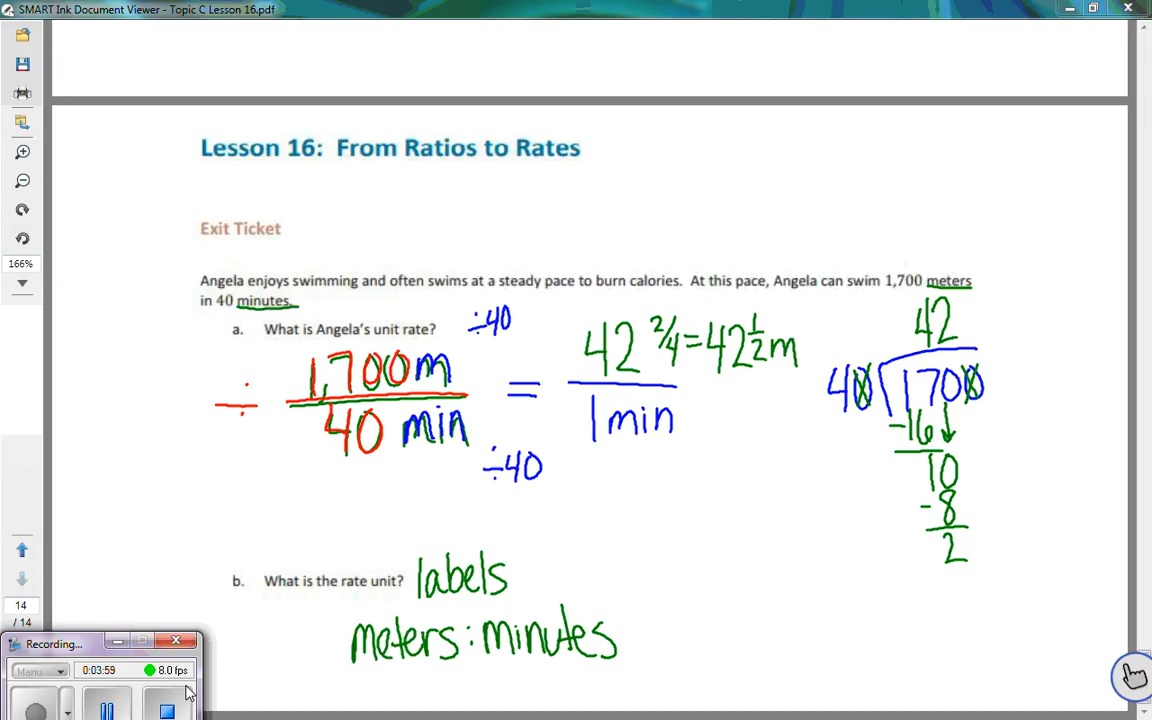 SMART Ink Document Viewer - Topic C Lesson 16.pdf
Lesson 16: From Ratios to Rates
Exit Ticket
Angela enjoys swimming and often swims at a steady pace to burn calories. At this pace, Angela can swim 1,700 meters
in 40 minutes.
a. What is Angela's unit rate?
÷40
÷ 1,700m / 40 min = 42 2/4 = 42 1/2 m / 1min
÷40
42
40 1700
-16
10
-8
2
b. What is the rate unit? labels
meters:minutes
166%
14
/ 14
Recording...
Menu 0:03:59 8.0 fps